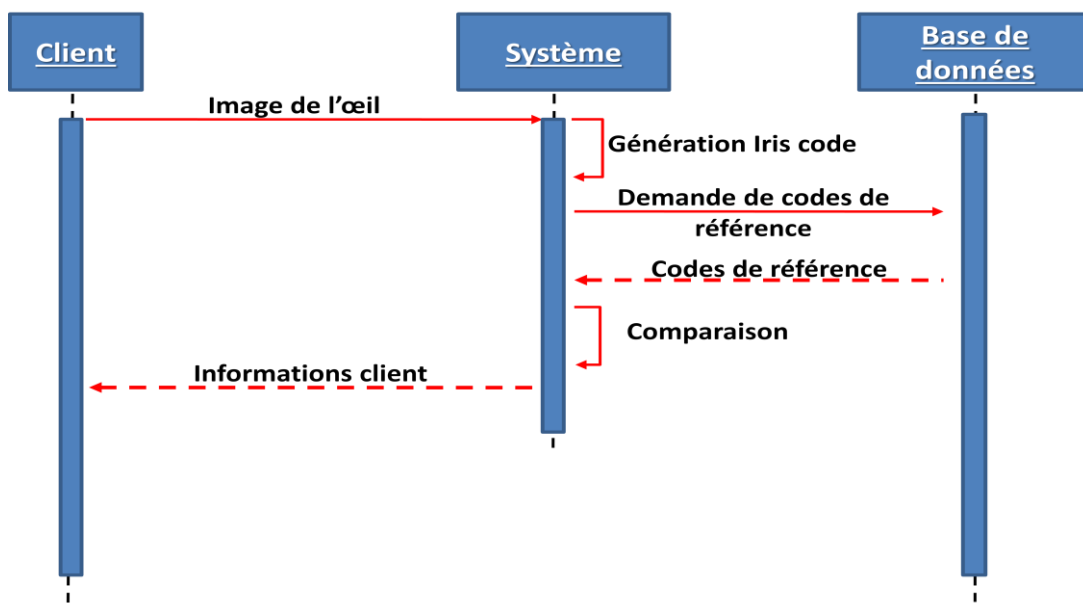 Client
Système
Base de
données
Image de l’œil
Génération Iris code
Demande de codes de
référence
Codes de référence
Comparaison
Informations client